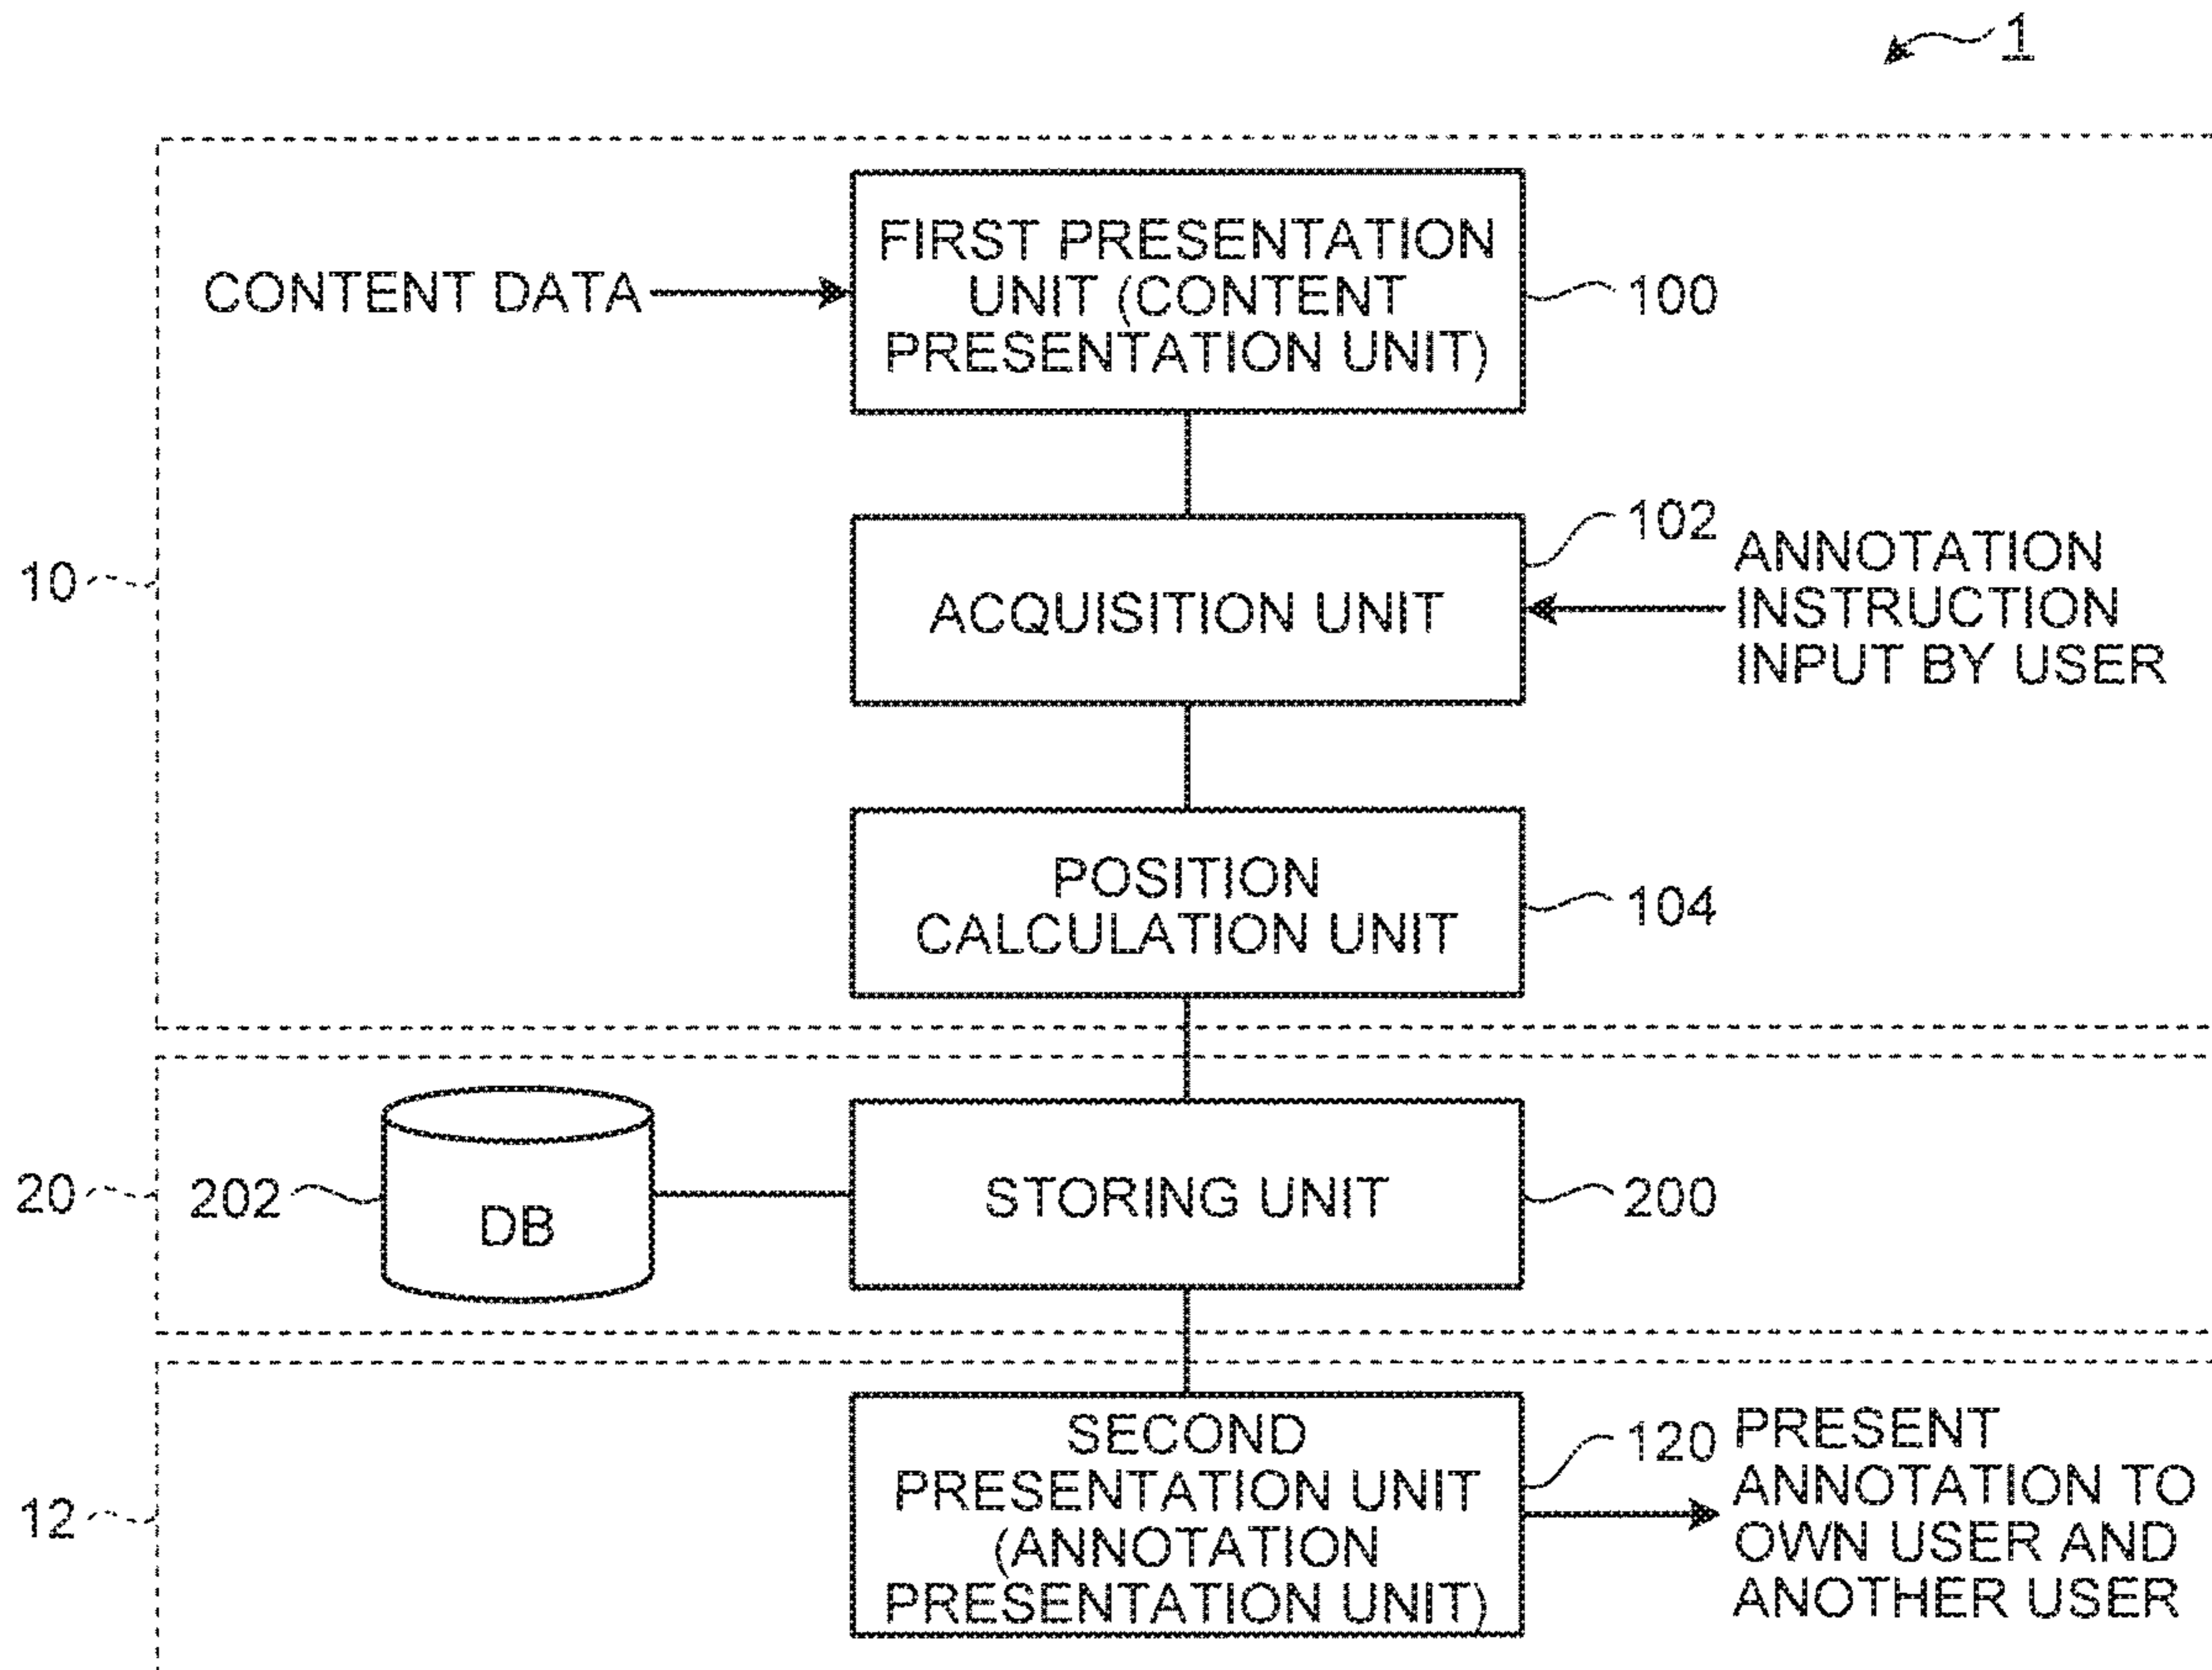 1
FIRST PRESENTATION
UNIT (CONTENT
PRESENTATION UNIT)
CONTENT DATA
100
102
ACQUISITION UNIT
ANNOTATION
INSTRUCTION
INPUT BY USER
10
POSITION
CALCULATION UNIT
104
20
202
DB
STORING UNIT
200
12
SECOND
PRESENTATION UNIT
(ANNOTATION
PRESENTATION UNIT)
120
PRESENT
ANNOTATION TO
OWN USER AND
ANOTHER USER